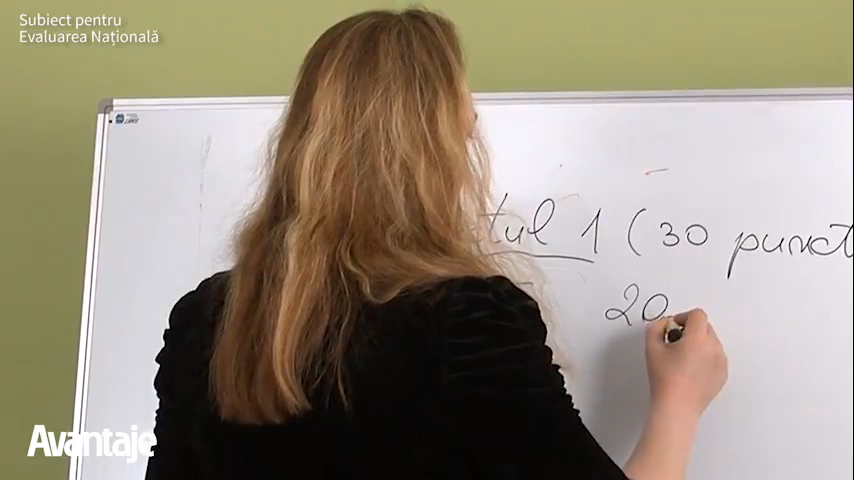 Subiect pentru
Evaluarea Națională
tul 1 (30 punct
20
Avantaje